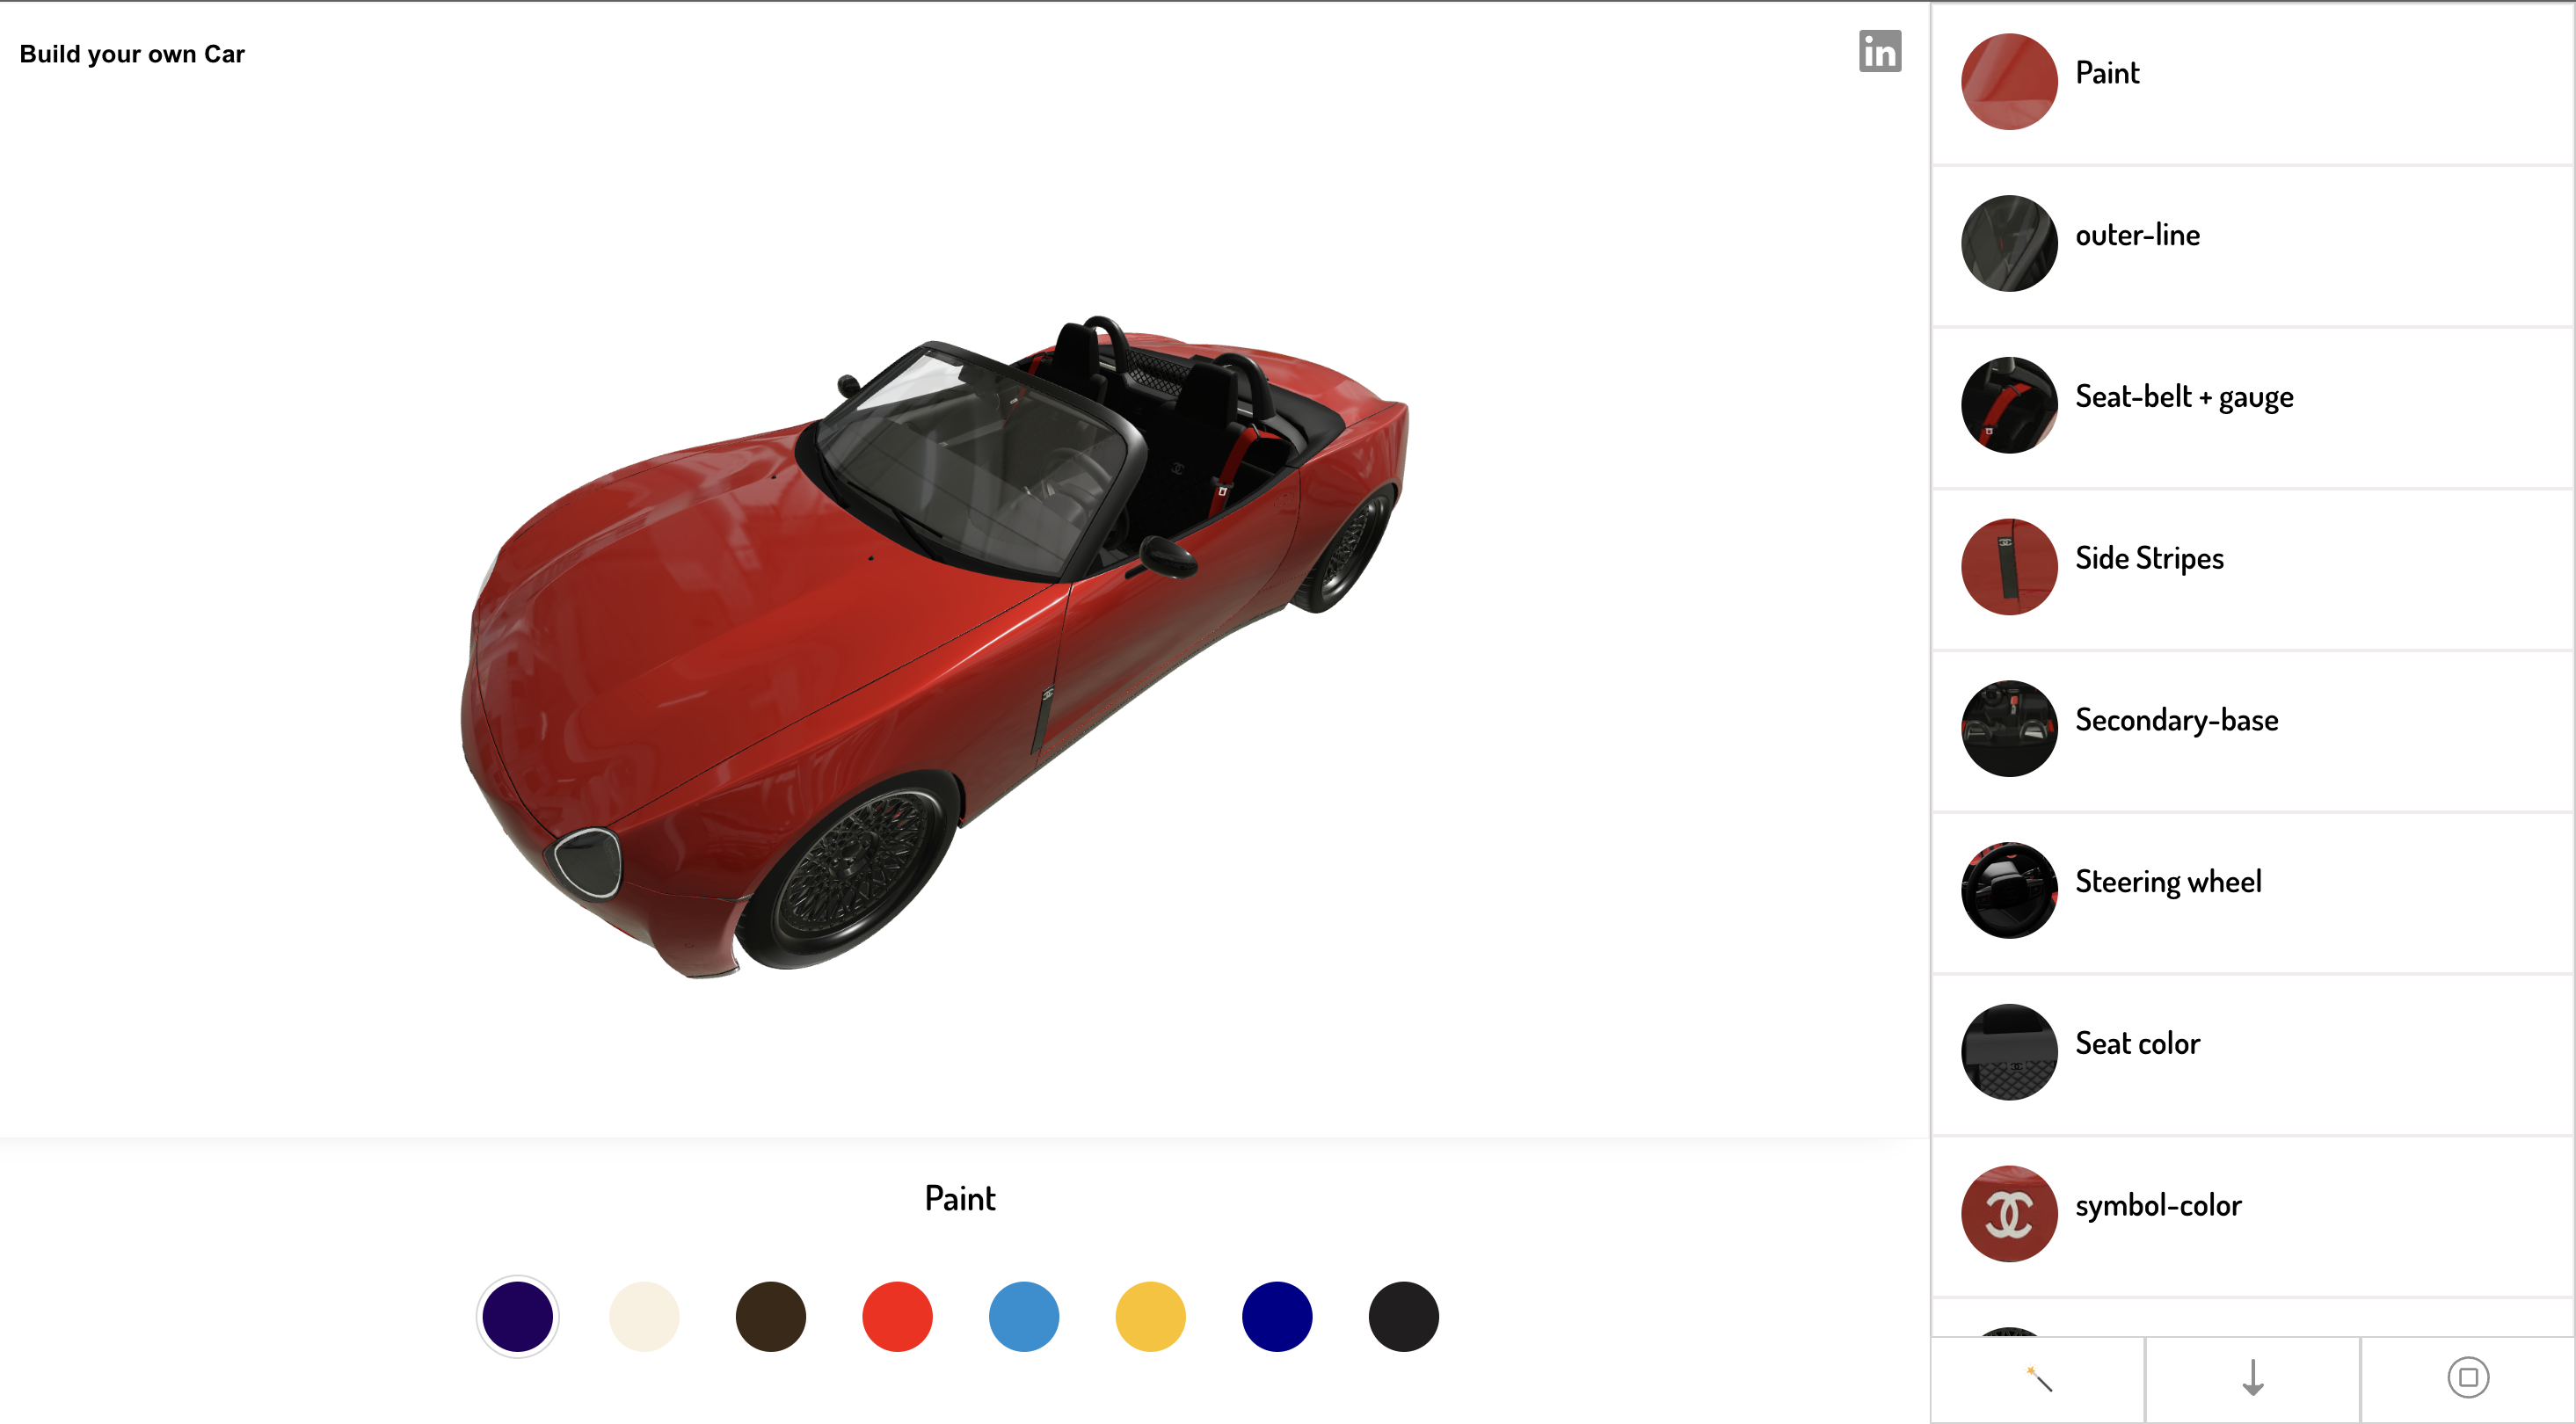 Build your own Car
in
Paint
outer-line
Seat-belt + gauge
Side Stripes
Secondary-base
Steering wheel
Seat color
symbol-color
Paint